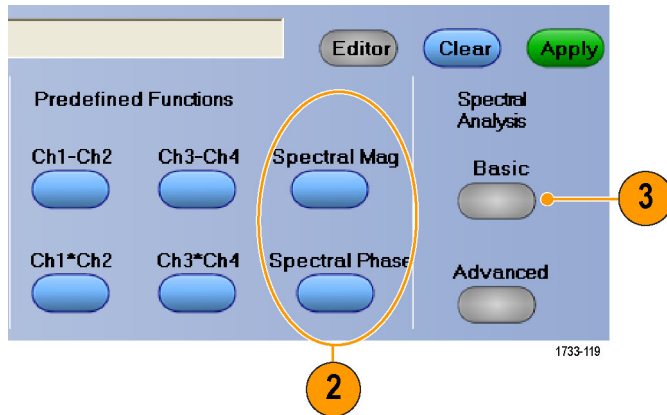 Editor Clear Apply
Predefined Functions Spectral
Analysis
Ch1-Ch2 Ch3-Ch4 Spectral Mag Basic
3
Ch1*Ch2 Ch3*Ch4 Spectral Phase Advanced
1733-119
2